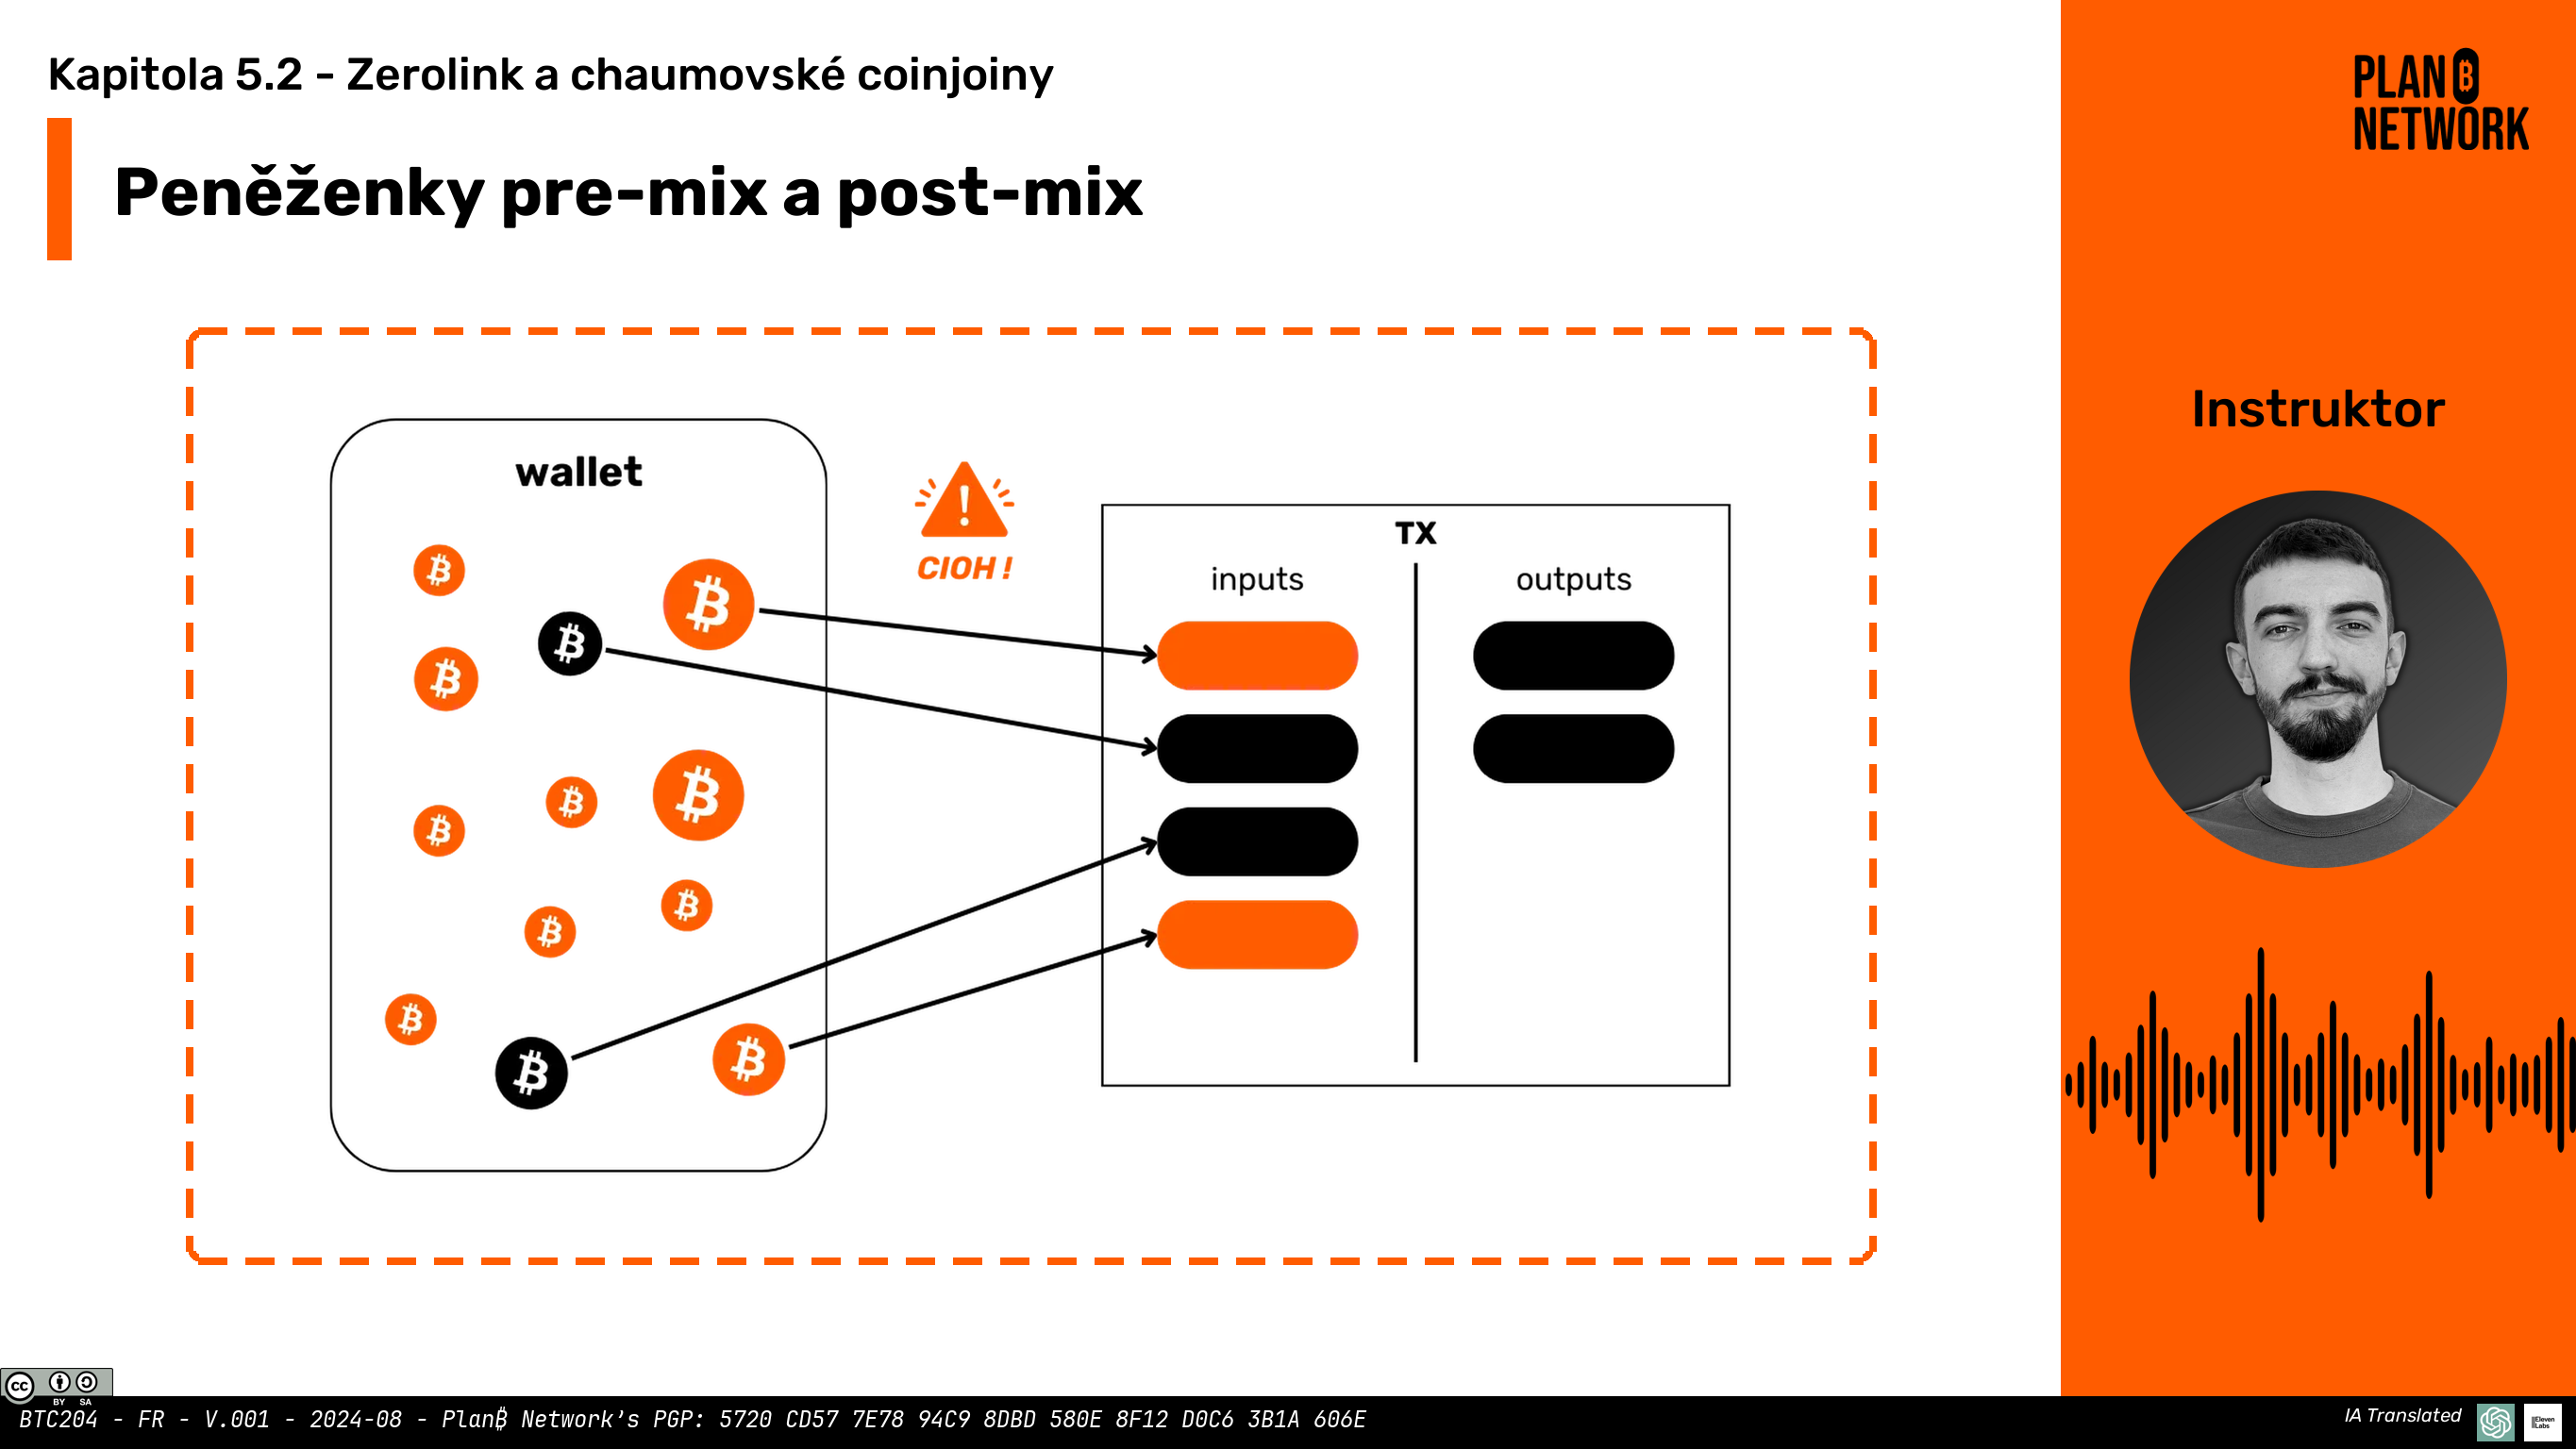 Kapitola 5.2 - Zerolink a chaumovské coinjoiny
PLAN B
NETWORK
Peněženky pre-mix a post-mix
Instruktor
wallet
CIOH !
TX
inputs
outputs
cc
BY SA
BTC204 - FR - V.001 - 2024-08 - Plan₿ Network's PGP: 5720 CD57 7E78 94C9 8DBD 580E 8F12 D0C6 3B1A 606E
IA Translated
ElevenLabs